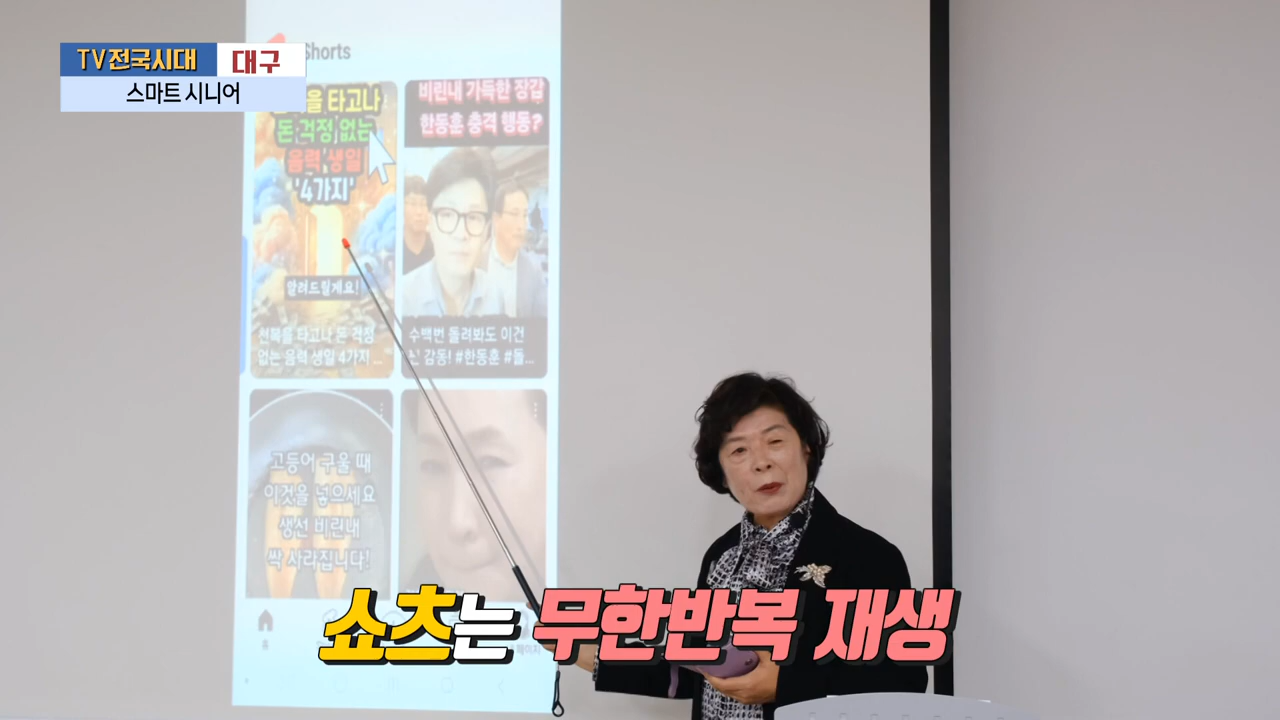 TV전국시대 대구
스마트 시니어
Shorts
을 타고나
돈 걱정 없는
음력 생일
'4가지'
알려드릴게요!
천복을 타고나 돈 걱정
없는 음력 생일 4가지 ...
비린내 가득한 장갑
한동훈 충격 행동?
수백번 돌려봐도 이건
감동! #한동훈 #돌...
고등어 구울 때
이것을 넣으세요
생선 비린내
싹 사라집니다!
홈
쇼츠는 무한반복 재생